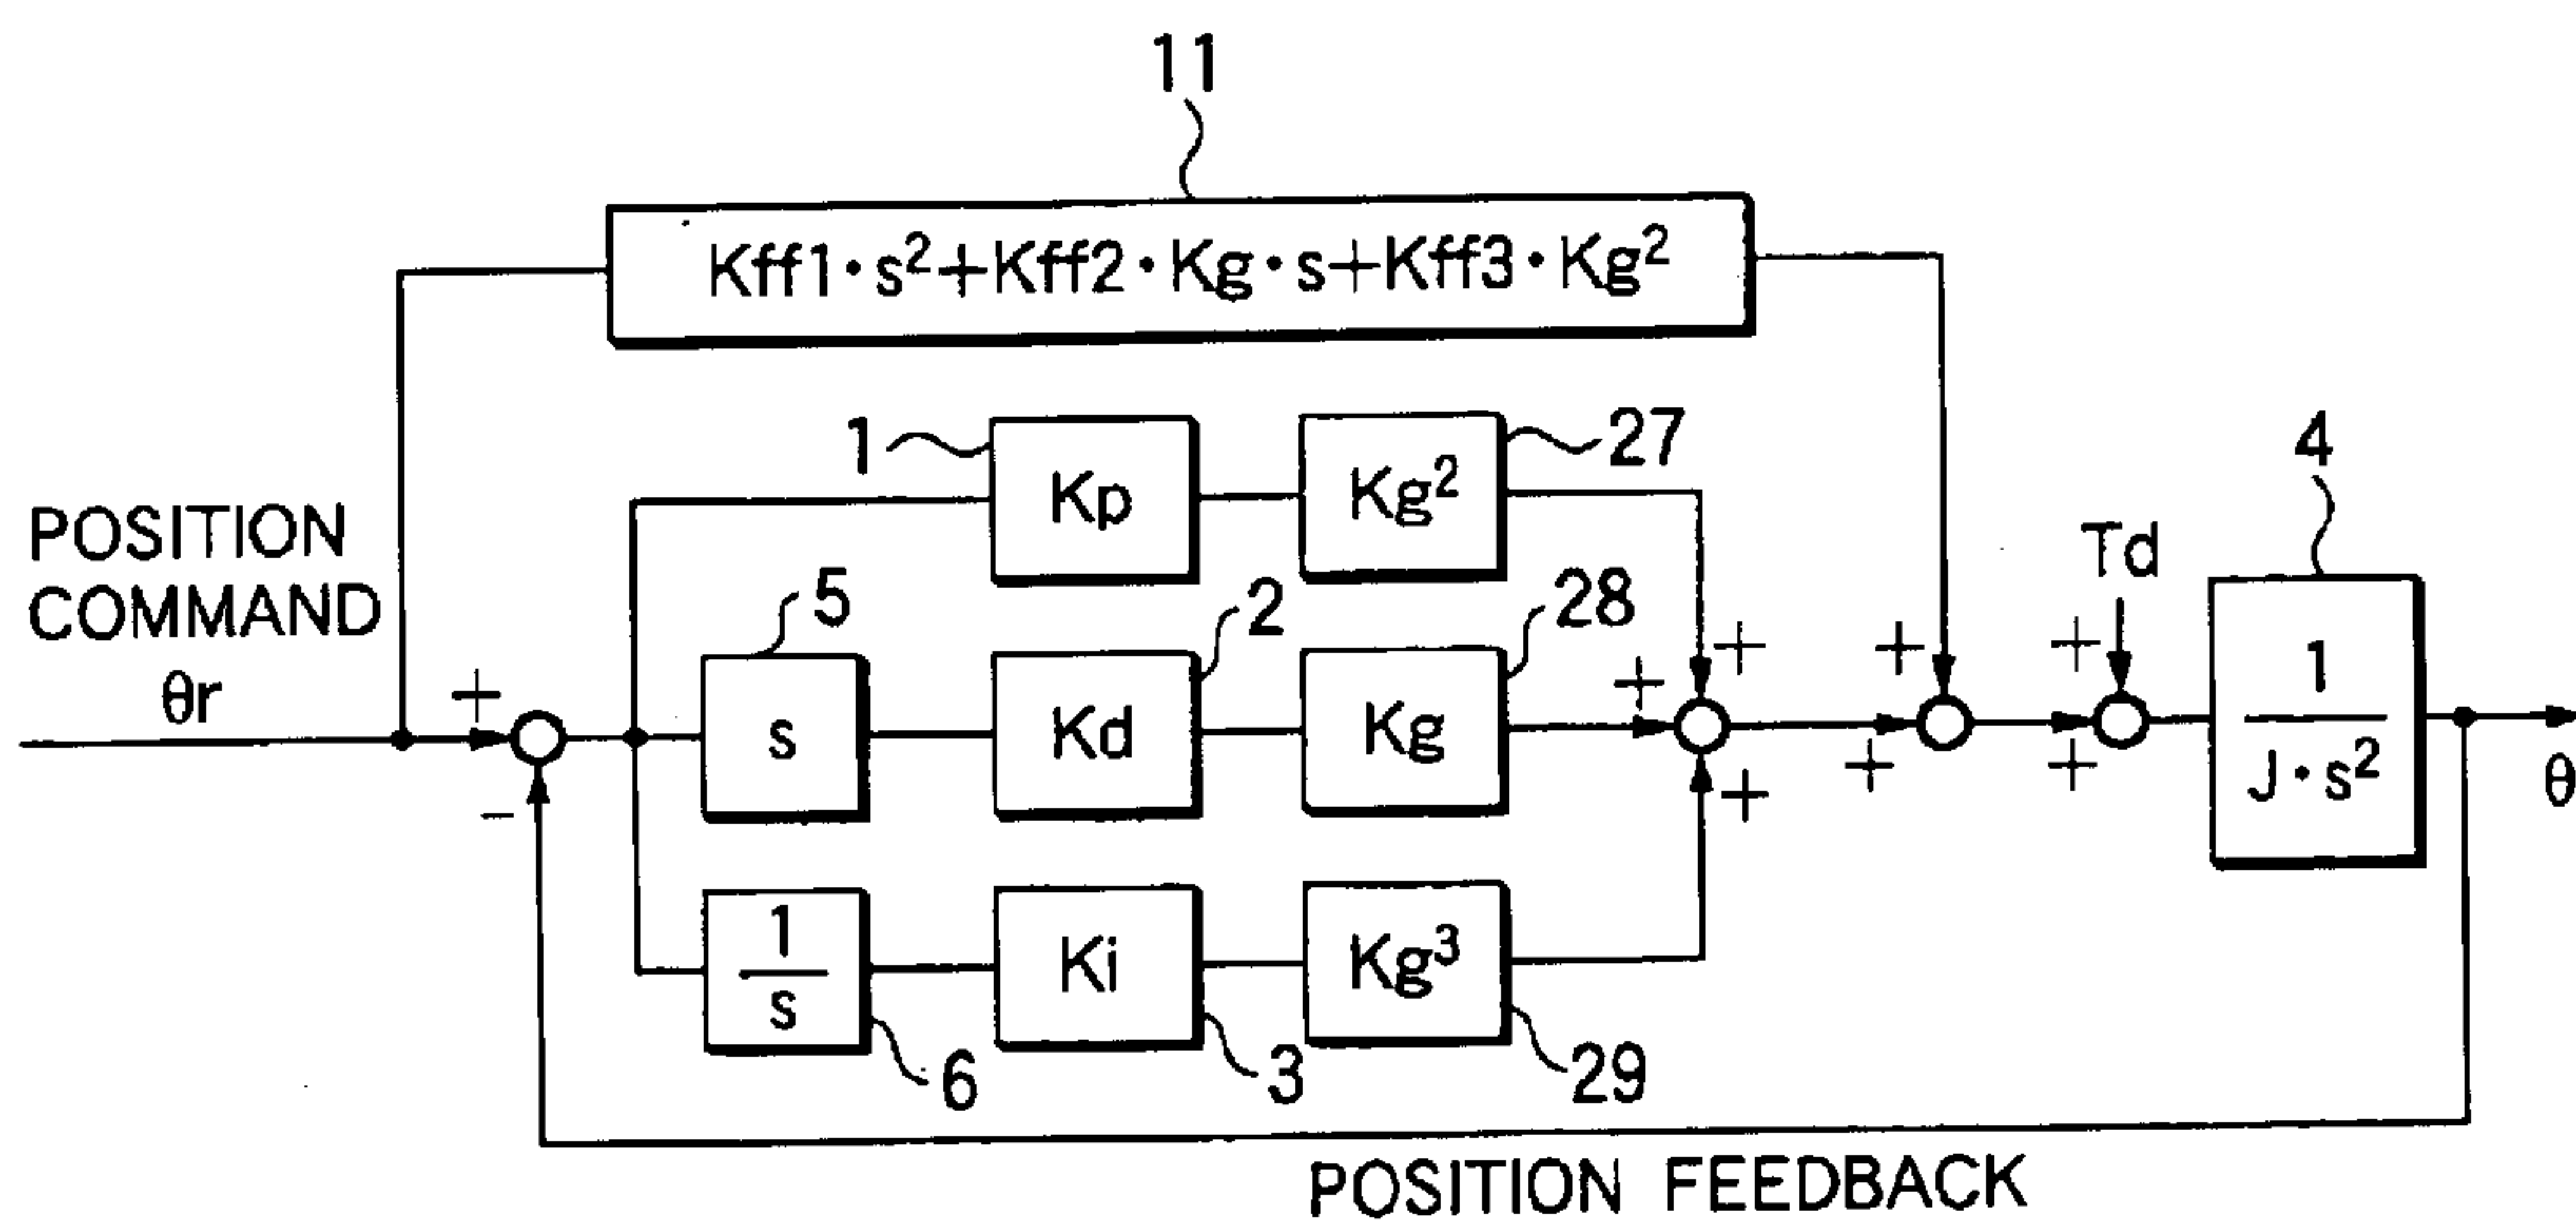 11
Kff1·s²+Kff2·Kg·s+Kff3·Kg²
1
Kp
Kg²
27
4
POSITION
COMMAND
θr
5
s
2
Kd
28
Kg
Td
1
J·s²
θ
+
-
+
+
+
+
+
+
+
1
s
6
Ki
3
Kg³
29
POSITION FEEDBACK